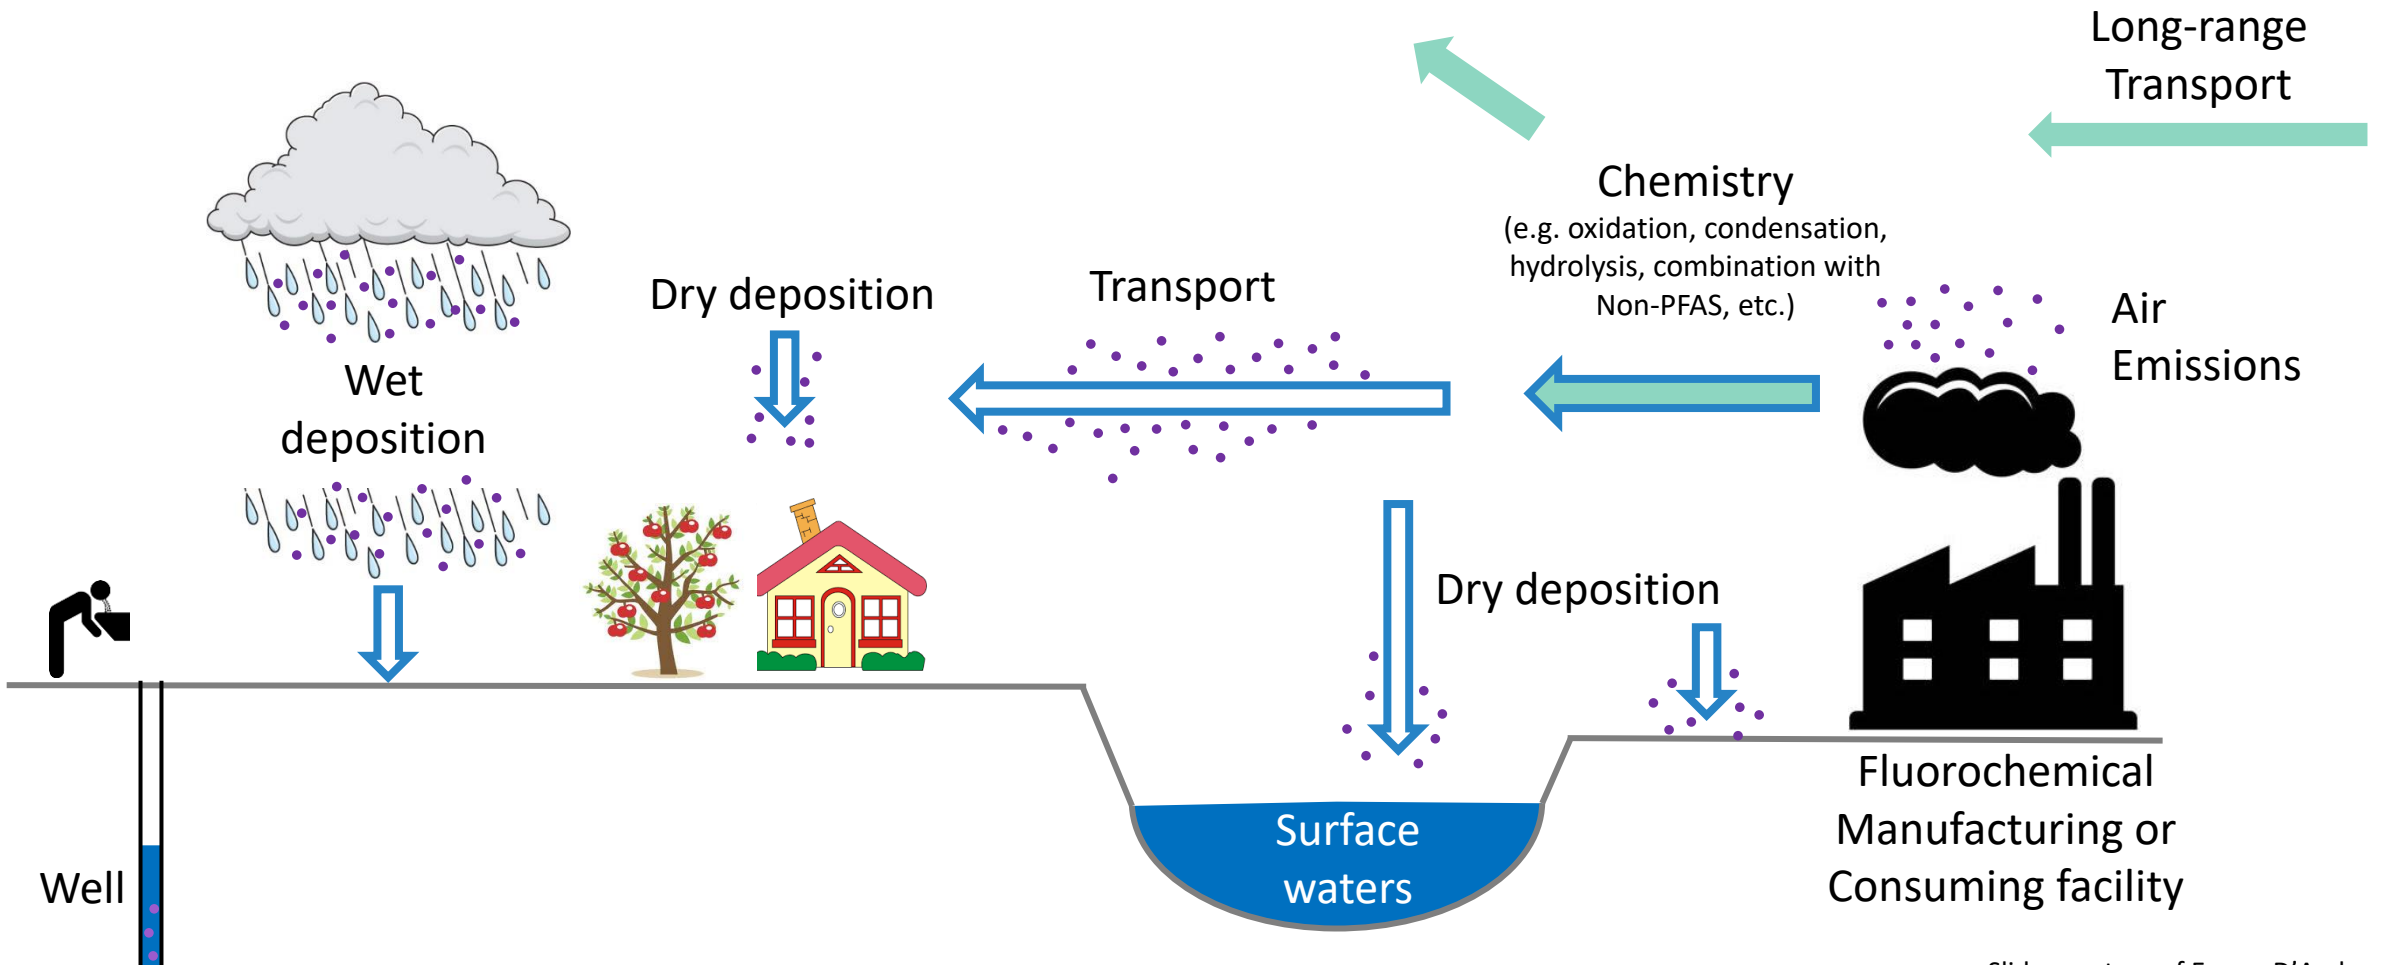 Long-range
Transport
Chemistry
(e.g. oxidation, condensation,
hydrolysis, combination with
Non-PFAS, etc.)
Air
Emissions
Transport
Dry deposition
Wet
deposition
Dry deposition
Surface
waters
Fluorochemical
Manufacturing or
Consuming facility
Well